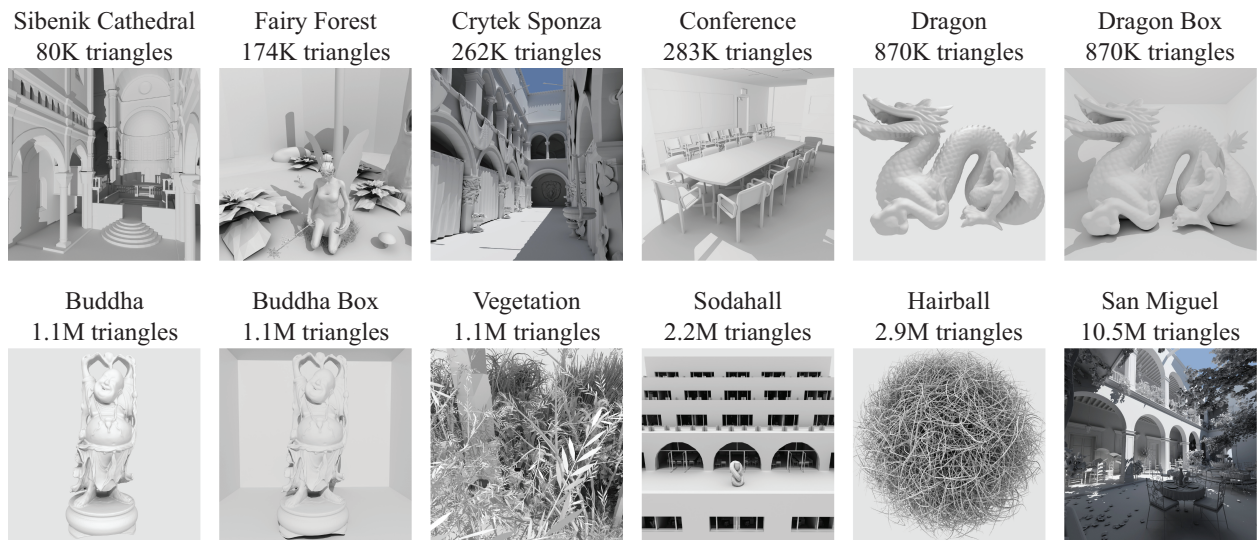 Sibenik Cathedral
80K triangles
Fairy Forest
174K triangles
Crytek Sponza
262K triangles
Conference
283K triangles
Dragon
870K triangles
Dragon Box
870K triangles
Buddha
1.1M triangles
Buddha Box
1.1M triangles
Vegetation
1.1M triangles
Sodahall
2.2M triangles
Hairball
2.9M triangles
San Miguel
10.5M triangles